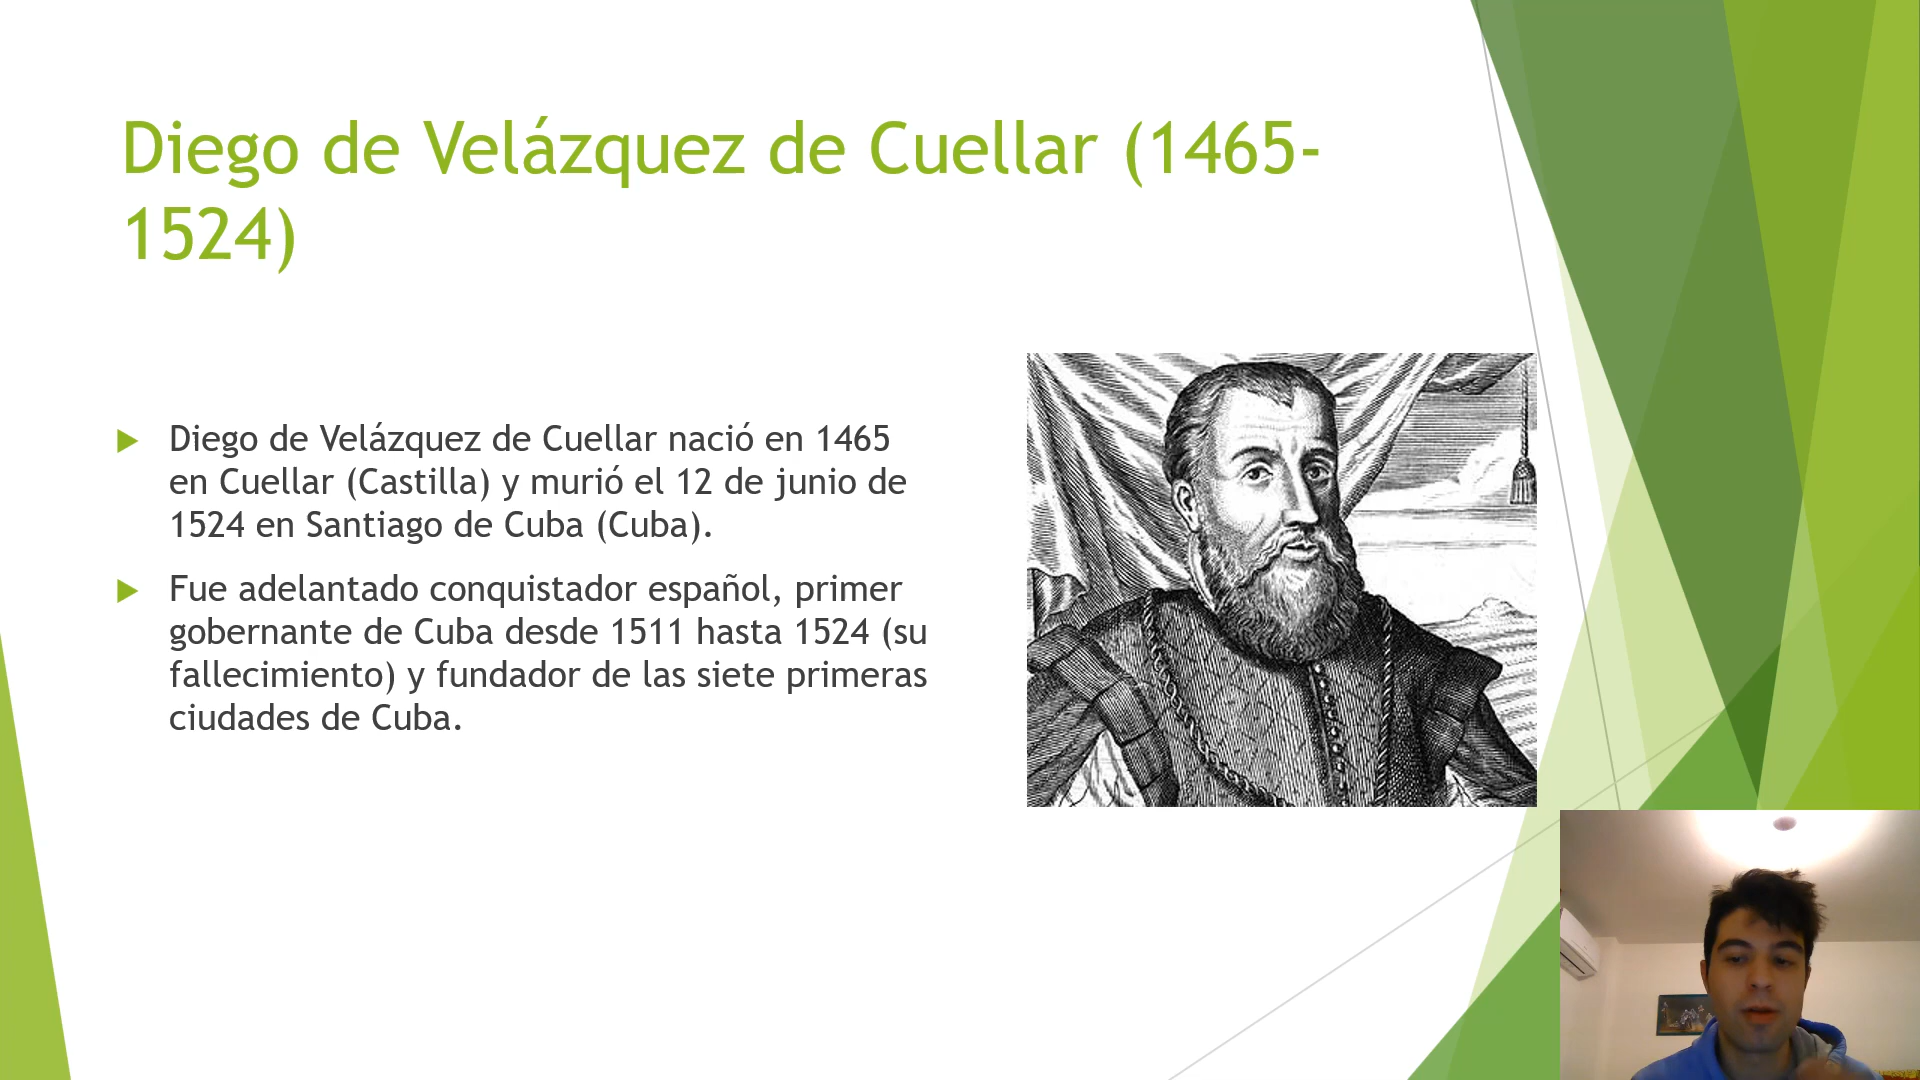 Diego de Velázquez de Cuellar (1465-
1524)
Diego de Velázquez de Cuellar nació en 1465
en Cuellar (Castilla) y murió el 12 de junio de
1524 en Santiago de Cuba (Cuba).
Fue adelantado conquistador español, primer
gobernante de Cuba desde 1511 hasta 1524 (su
fallecimiento) y fundador de las siete primeras
ciudades de Cuba.